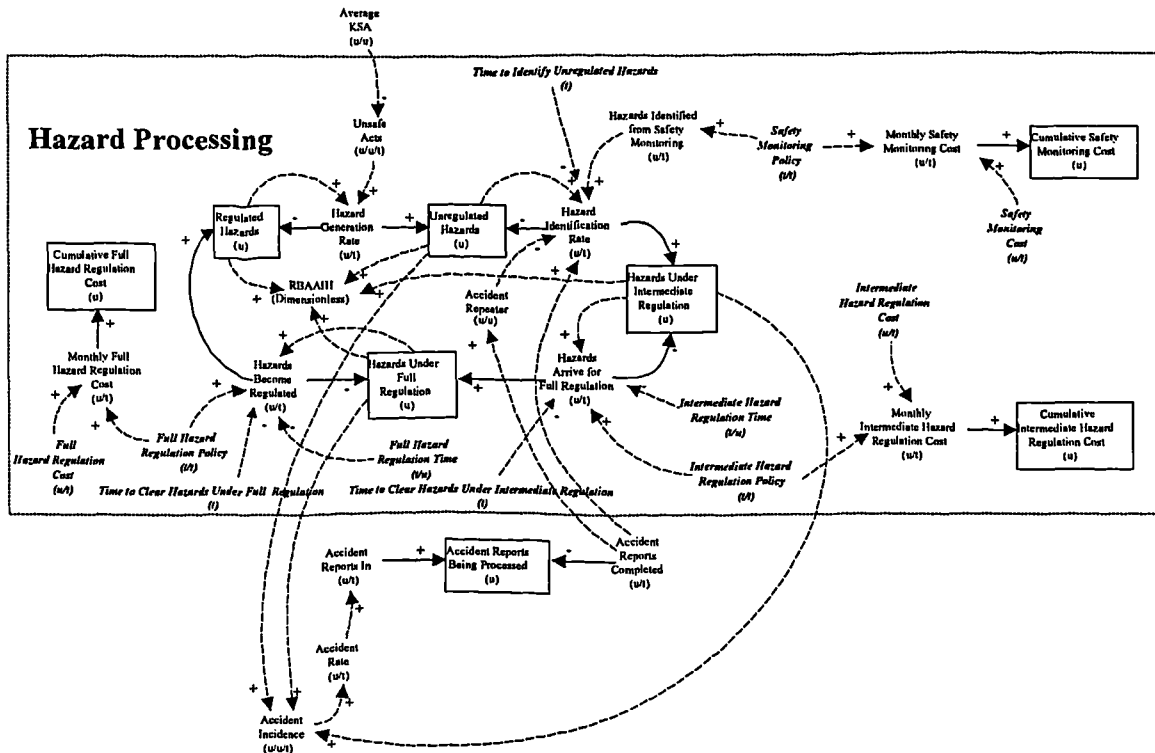 Average
KSA
(u/u)
Time to Identify Unregulated Hazards
(t)
Hazard Processing
Unsafe
Acts
(u/u/t)
Hazards Identified
from Safety
Monitoring
(u/t)
Safety
Monitoring
Policy
(t/t)
Monthly Safety
Monitoring Cost
(u/t)
Cumulative Safety
Monitoring Cost
(u)
Regulated
Hazards
(u)
Hazard
Generation
Rate
(u/t)
Unregulated
Hazards
(u)
Hazard
Identification
Rate
(u/t)
Safety
Monitoring
Cost
(u/t)
Cumulative Full
Hazard Regulation
Cost
(u)
RBAAHI
(Dimensionless)
Accident
Repeater
(u/u)
Hazards Under
Intermediate
Regulation
(u)
Intermediate
Hazard Regulation
Cost
(u/t)
Monthly Full
Hazard Regulation
Cost
(u/t)
Hazards
Become
Regulated
(u/t)
Hazards Under
Full
Regulation
(u)
Hazards
Arrive for
Full Regulation
(u/t)
Intermediate Hazard
Regulation Time
(t/u)
Monthly
Intermediate Hazard
Regulation Cost
(u/t)
Cumulative
Intermediate Hazard
Regulation Cost
(u)
Full
Hazard Regulation
Cost
(u/t)
Full Hazard
Regulation Policy
(t/t)
Full Hazard
Regulation Time
(t/u)
Intermediate Hazard
Regulation Policy
(t/t)
Time to Clear Hazards Under Full Regulation
(t)
Time to Clear Hazards Under Intermediate Regulation
(t)
Accident
Reports In
(u/t)
Accident Reports
Being Processed
(u)
Accident
Reports
Completed
(u/t)
Accident
Rate
(u/t)
Accident
Incidence
(u/u/t)